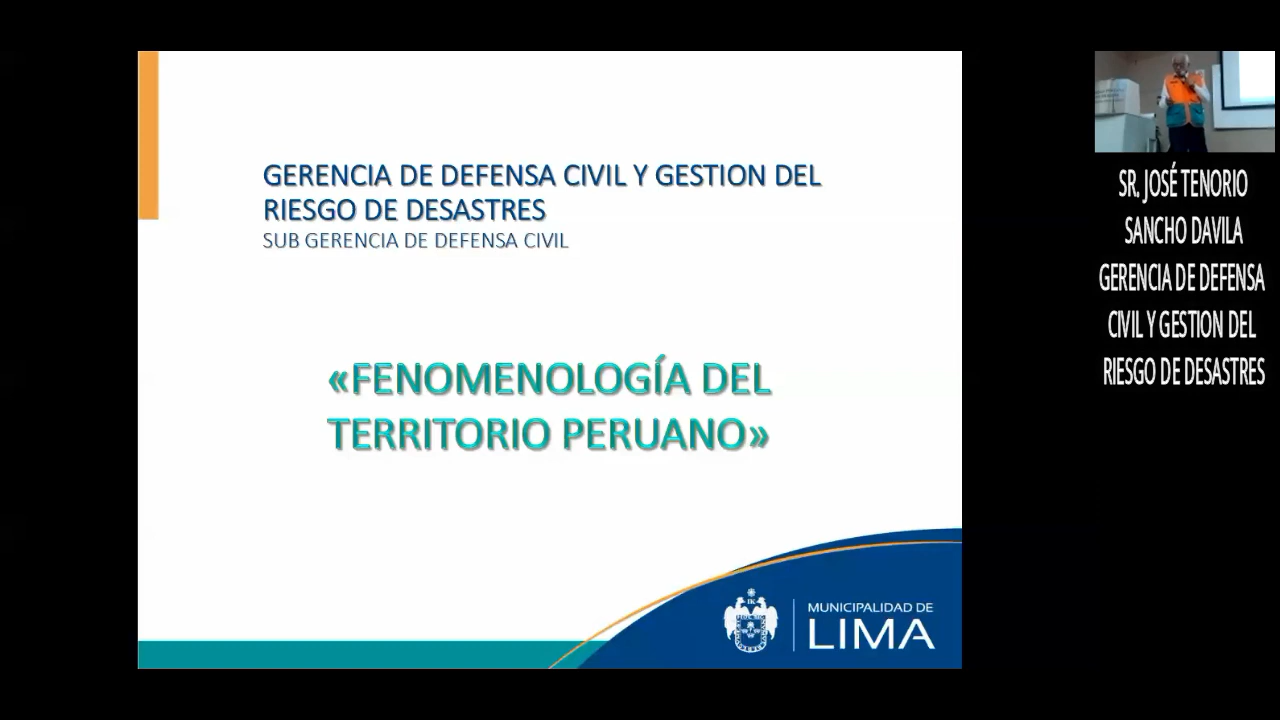 GERENCIA DE DEFENSA CIVIL Y GESTION DEL
RIESGO DE DESASTRES
SUB GERENCIA DE DEFENSA CIVIL
«FENOMENOLOGÍA DEL
TERRITORIO PERUANO»
MUNICIPALIDAD DE
LIMA
SR. JOSÉ TENORIO
SANCHO DAVILA
GERENCIA DE DEFENSA
CIVIL Y GESTION DEL
RIESGO DE DESASTRES